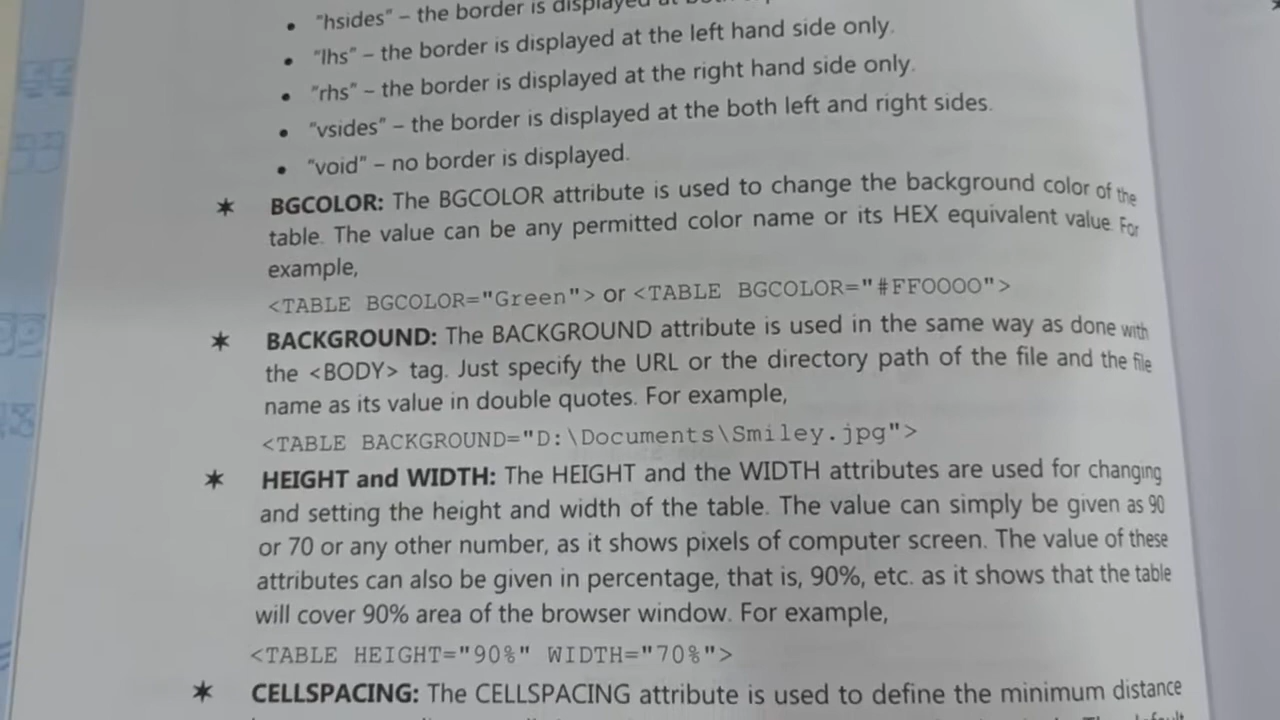 • “hsides” – the border is displayed at both
• “lhs” – the border is displayed at the left hand side only.
• “rhs” – the border is displayed at the right hand side only.
• “vsides” – the border is displayed at the both left and right sides.
• “void” – no border is displayed.
✶ BGCOLOR: The BGCOLOR attribute is used to change the background color of the
table. The value can be any permitted color name or its HEX equivalent value. For
example,
<TABLE BGCOLOR="Green"> or <TABLE BGCOLOR="#FF0000">
✶ BACKGROUND: The BACKGROUND attribute is used in the same way as done with
the <BODY> tag. Just specify the URL or the directory path of the file and the file
name as its value in double quotes. For example,
<TABLE BACKGROUND="D:\Documents\Smiley.jpg">
✶ HEIGHT and WIDTH: The HEIGHT and the WIDTH attributes are used for changing
and setting the height and width of the table. The value can simply be given as 90
or 70 or any other number, as it shows pixels of computer screen. The value of these
attributes can also be given in percentage, that is, 90%, etc. as it shows that the table
will cover 90% area of the browser window. For example,
<TABLE HEIGHT="90%" WIDTH="70%">
✶ CELLSPACING: The CELLSPACING attribute is used to define the minimum distance